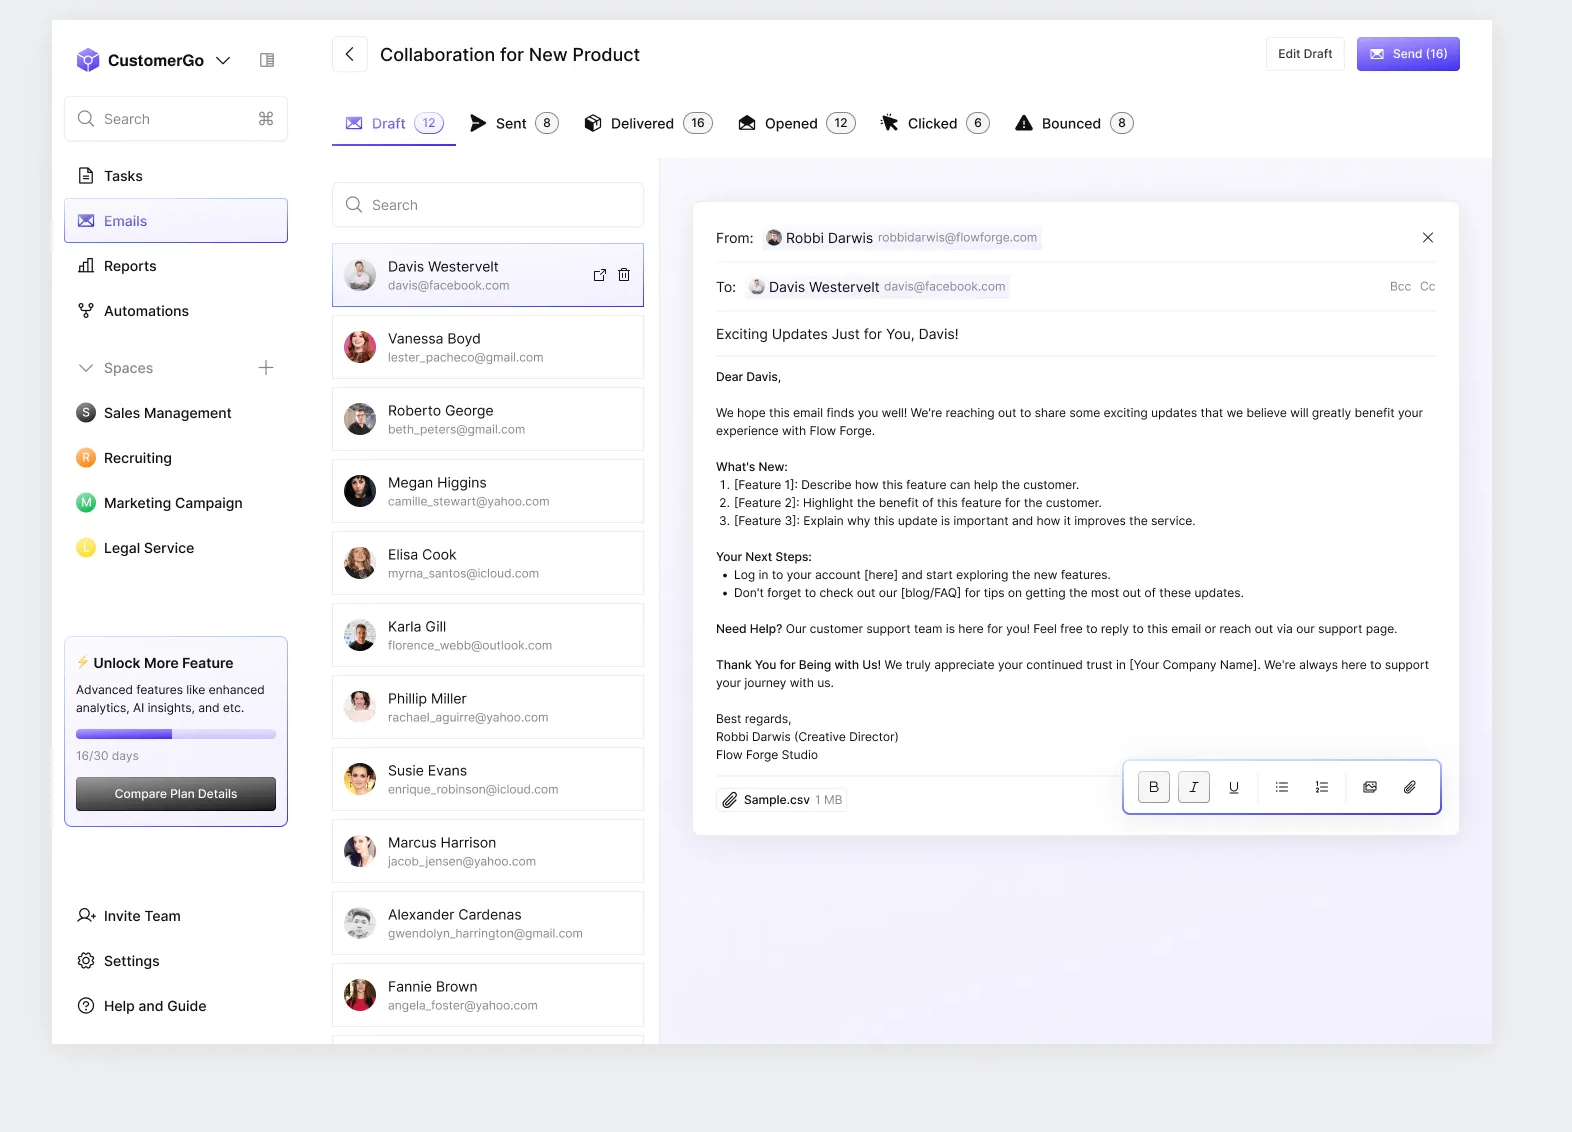 CustomerGo
Search ⌘
Tasks
Emails
Reports
Automations
Spaces
S Sales Management
R Recruiting
M Marketing Campaign
L Legal Service
⚡ Unlock More Feature
Advanced features like enhanced
analytics, AI insights, and etc.
16/30 days
Compare Plan Details
Invite Team
Settings
Help and Guide
Collaboration for New Product
Edit Draft
Send (16)
Draft 12
Sent 8
Delivered 16
Opened 12
Clicked 6
Bounced 8
Search
Davis Westervelt
davis@facebook.com
Vanessa Boyd
lester_pacheco@gmail.com
Roberto George
beth_peters@gmail.com
Megan Higgins
camille_stewart@yahoo.com
Elisa Cook
myrna_santos@icloud.com
Karla Gill
florence_webb@outlook.com
Phillip Miller
rachael_aguirre@yahoo.com
Susie Evans
enrique_robinson@icloud.com
Marcus Harrison
jacob_jensen@yahoo.com
Alexander Cardenas
gwendolyn_harrington@gmail.com
Fannie Brown
angela_foster@yahoo.com
From: Robbi Darwis robbidarwis@flowforge.com
To: Davis Westervelt davis@facebook.com Bcc Cc
Exciting Updates Just for You, Davis!
Dear Davis,
We hope this email finds you well! We're reaching out to share some exciting updates that we believe will greatly benefit your
experience with Flow Forge.
What's New:
1. [Feature 1]: Describe how this feature can help the customer.
2. [Feature 2]: Highlight the benefit of this feature for the customer.
3. [Feature 3]: Explain why this update is important and how it improves the service.
Your Next Steps:
• Log in to your account [here] and start exploring the new features.
• Don't forget to check out our [blog/FAQ] for tips on getting the most out of these updates.
Need Help? Our customer support team is here for you! Feel free to reply to this email or reach out via our support page.
Thank You for Being with Us! We truly appreciate your continued trust in [Your Company Name]. We're always here to support
your journey with us.
Best regards,
Robbi Darwis (Creative Director)
Flow Forge Studio
Sample.csv 1 MB
B I U